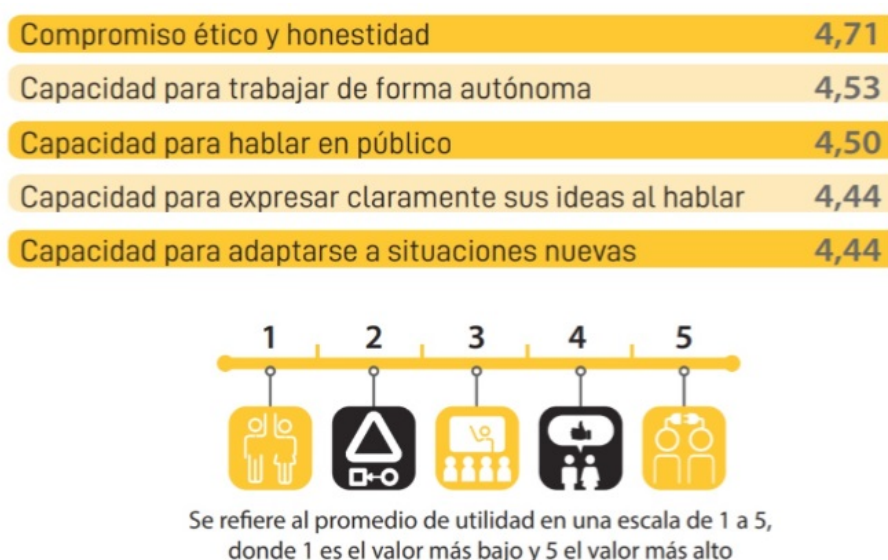 Compromiso ético y honestidad 4,71
Capacidad para trabajar de forma autónoma 4,53
Capacidad para hablar en público 4,50
Capacidad para expresar claramente sus ideas al hablar 4,44
Capacidad para adaptarse a situaciones nuevas 4,44
1 2 3 4 5
Se refiere al promedio de utilidad en una escala de 1 a 5,
donde 1 es el valor más bajo y 5 el valor más alto